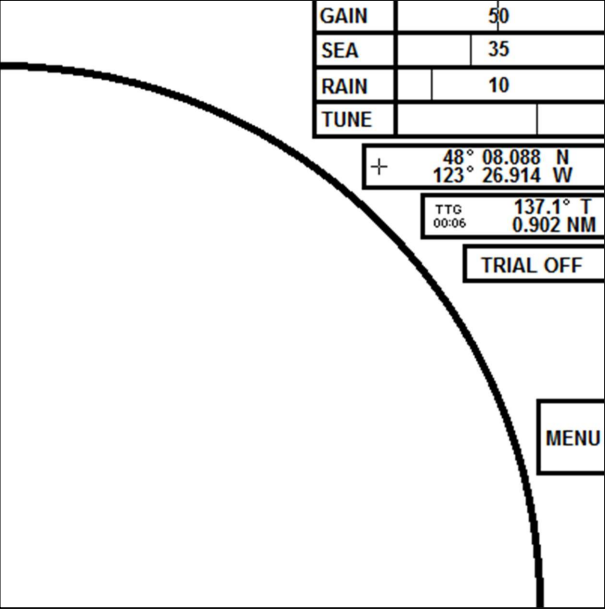 GAIN 50
SEA 35
RAIN 10
TUNE
48° 08.088 N
123° 26.914 W
TTG 137.1° T
00:06 0.902 NM
TRIAL OFF
MENU